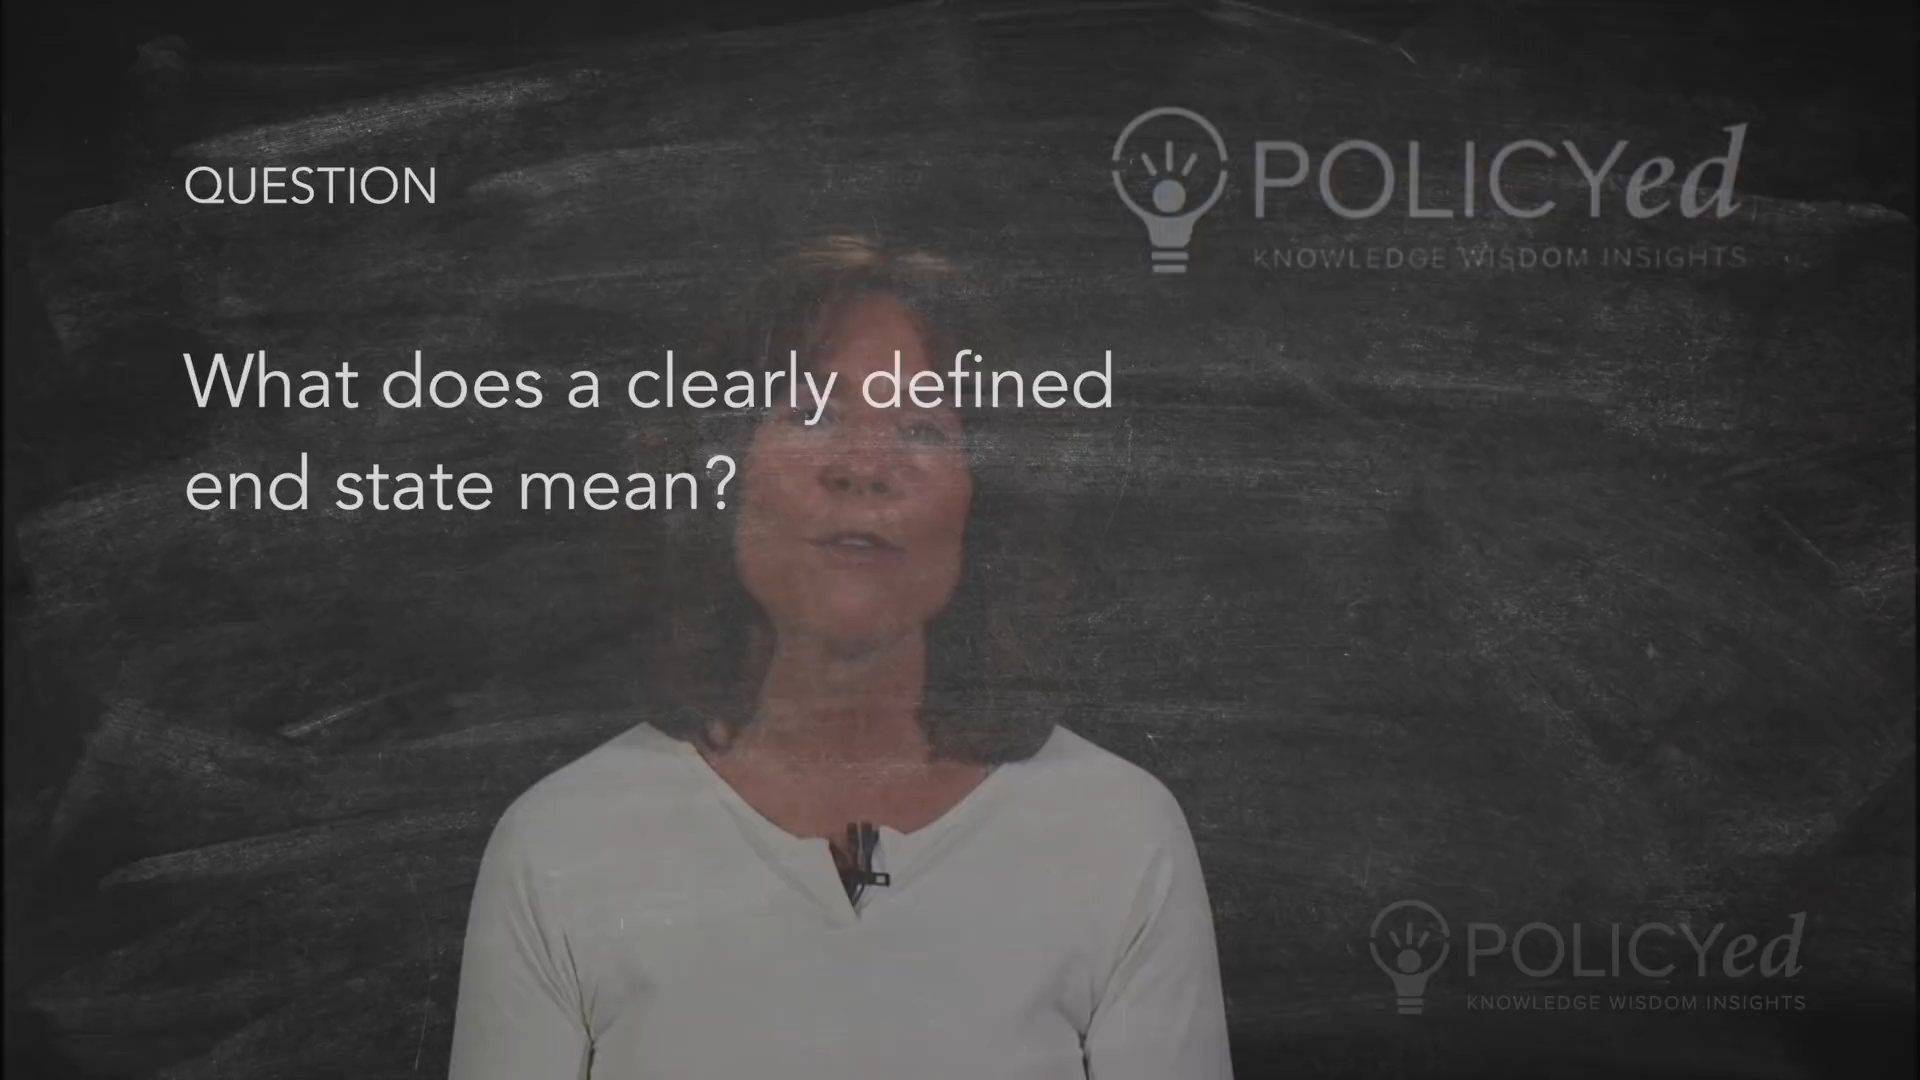 QUESTION
POLICYed
KNOWLEDGE WISDOM INSIGHTS
What does a clearly defined
end state mean?
POLICYed
KNOWLEDGE WISDOM INSIGHTS